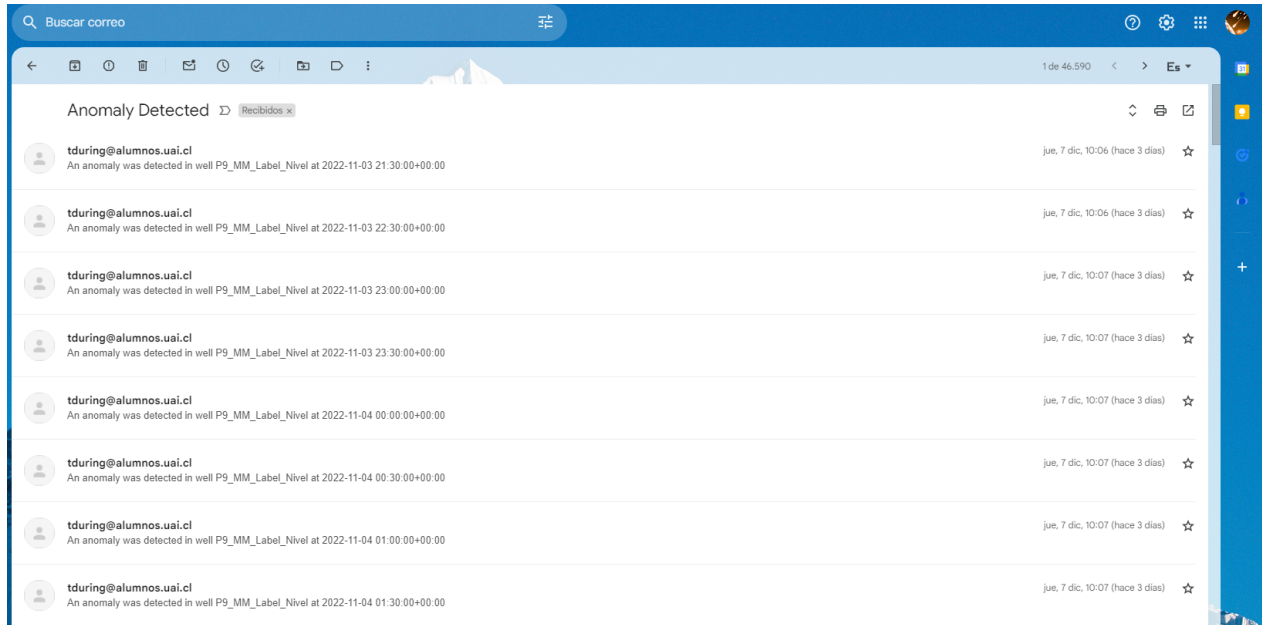 Buscar correo
1 de 46.590
Es
31
Anomaly Detected Recibidos ×
tduring@alumnos.uai.cl jue, 7 dic, 10:06 (hace 3 días)
An anomaly was detected in well P9_MM_Label_Nivel at 2022-11-03 21:30:00+00:00
tduring@alumnos.uai.cl jue, 7 dic, 10:06 (hace 3 días)
An anomaly was detected in well P9_MM_Label_Nivel at 2022-11-03 22:30:00+00:00
tduring@alumnos.uai.cl jue, 7 dic, 10:07 (hace 3 días)
An anomaly was detected in well P9_MM_Label_Nivel at 2022-11-03 23:00:00+00:00
tduring@alumnos.uai.cl jue, 7 dic, 10:07 (hace 3 días)
An anomaly was detected in well P9_MM_Label_Nivel at 2022-11-03 23:30:00+00:00
tduring@alumnos.uai.cl jue, 7 dic, 10:07 (hace 3 días)
An anomaly was detected in well P9_MM_Label_Nivel at 2022-11-04 00:00:00+00:00
tduring@alumnos.uai.cl jue, 7 dic, 10:07 (hace 3 días)
An anomaly was detected in well P9_MM_Label_Nivel at 2022-11-04 00:30:00+00:00
tduring@alumnos.uai.cl jue, 7 dic, 10:07 (hace 3 días)
An anomaly was detected in well P9_MM_Label_Nivel at 2022-11-04 01:00:00+00:00
tduring@alumnos.uai.cl jue, 7 dic, 10:07 (hace 3 días)
An anomaly was detected in well P9_MM_Label_Nivel at 2022-11-04 01:30:00+00:00